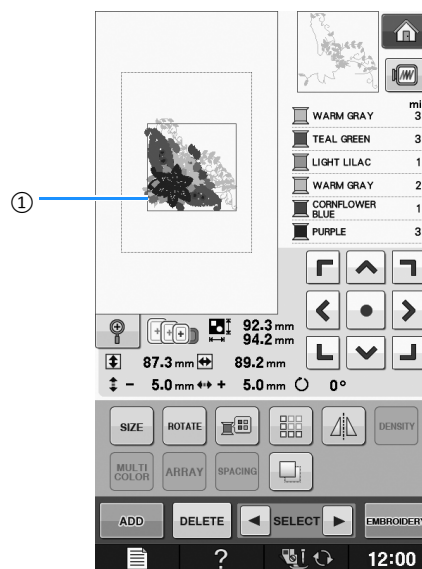 mi
WARM GRAY 3
TEAL GREEN 3
LIGHT LILAC 1
WARM GRAY 2
CORNFLOWER
BLUE 1
PURPLE 3
①
92.3 mm
94.2 mm
87.3 mm 89.2 mm
- 5.0 mm + 5.0 mm 0°
SIZE ROTATE DENSITY
MULTI
COLOR ARRAY SPACING
ADD DELETE SELECT EMBROIDERY
? 12:00